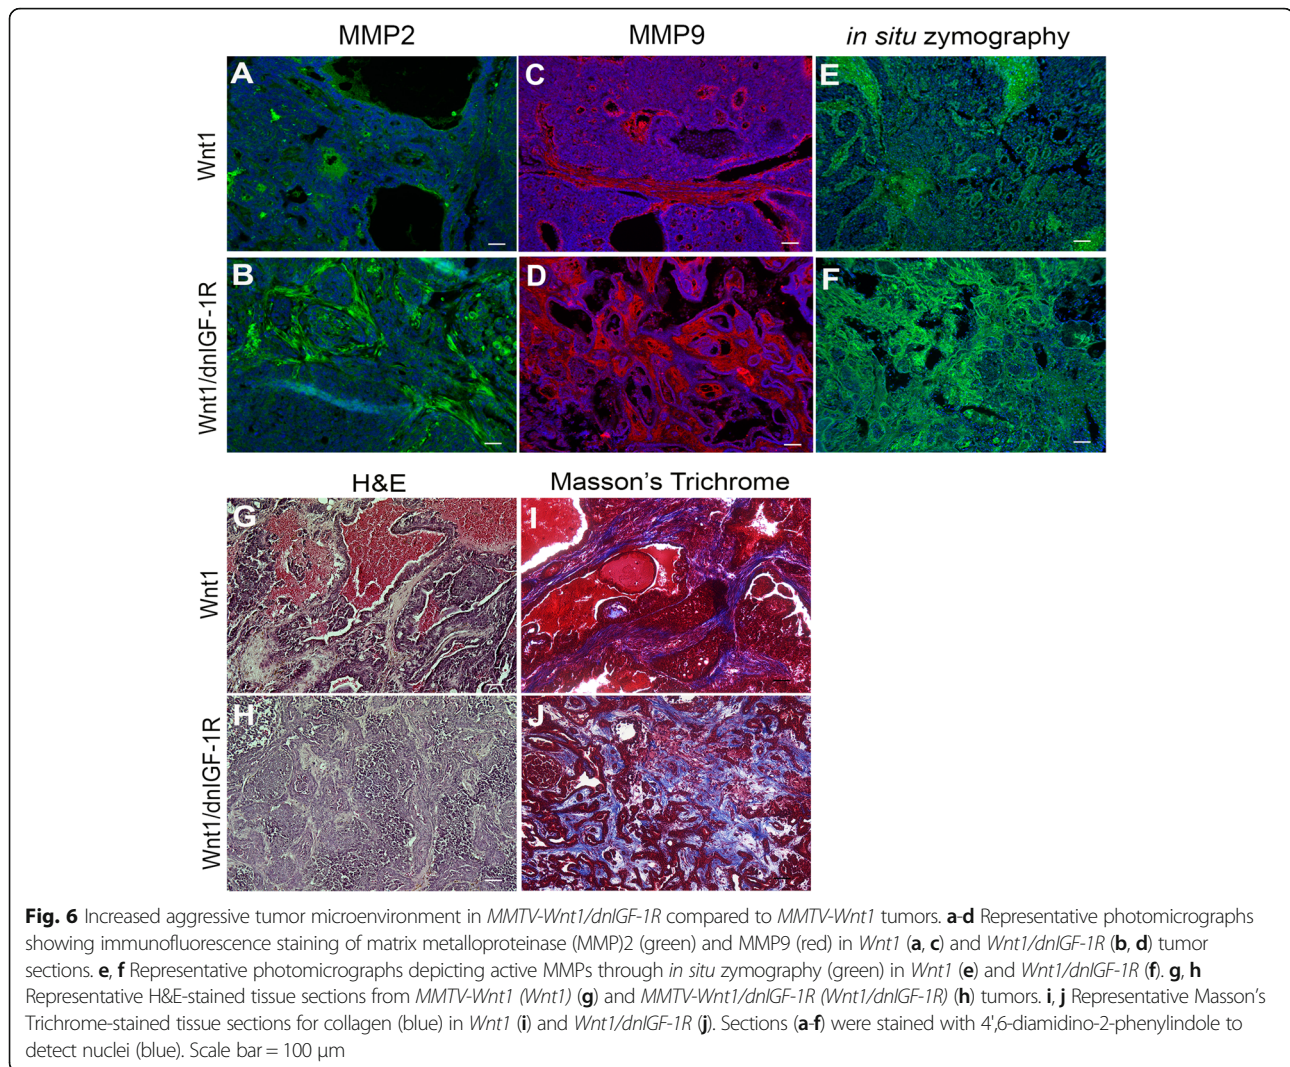 MMP2 MMP9 in situ zymography
Wnt1
A C E
Wnt1/dnIGF-1R
B D F
H&E Masson's Trichrome
Wnt1
G I
Wnt1/dnIGF-1R
H J
Fig. 6 Increased aggressive tumor microenvironment in MMTV-Wnt1/dnIGF-1R compared to MMTV-Wnt1 tumors. a-d Representative photomicrographs
showing immunofluorescence staining of matrix metalloproteinase (MMP)2 (green) and MMP9 (red) in Wnt1 (a, c) and Wnt1/dnIGF-1R (b, d) tumor
sections. e, f Representative photomicrographs depicting active MMPs through in situ zymography (green) in Wnt1 (e) and Wnt1/dnIGF-1R (f). g, h
Representative H&E-stained tissue sections from MMTV-Wnt1 (Wnt1) (g) and MMTV-Wnt1/dnIGF-1R (Wnt1/dnIGF-1R) (h) tumors. i, j Representative Masson's
Trichrome-stained tissue sections for collagen (blue) in Wnt1 (i) and Wnt1/dnIGF-1R (j). Sections (a-f) were stained with 4',6-diamidino-2-phenylindole to
detect nuclei (blue). Scale bar = 100 μm